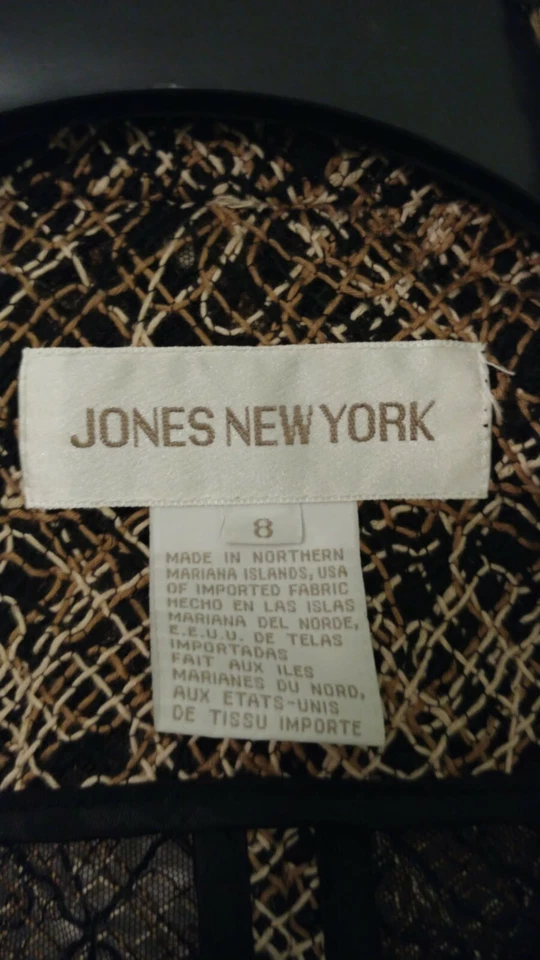 JONES NEW YORK
8
MADE IN NORTHERN
MARIANA ISLANDS, USA
OF IMPORTED FABRIC
HECHO EN LAS ISLAS
MARIANA DEL NORDE,
E.E.U.U. DE TELAS
IMPORTADAS
FAIT AUX ILES
MARIANES DU NORD,
AUX ETATS-UNIS
DE TISSU IMPORTE